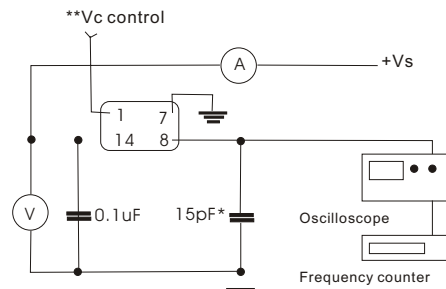 **Vc control
A
+Vs
1 7
14 8
V
0.1uF
15pF*
Oscilloscope
Frequency counter